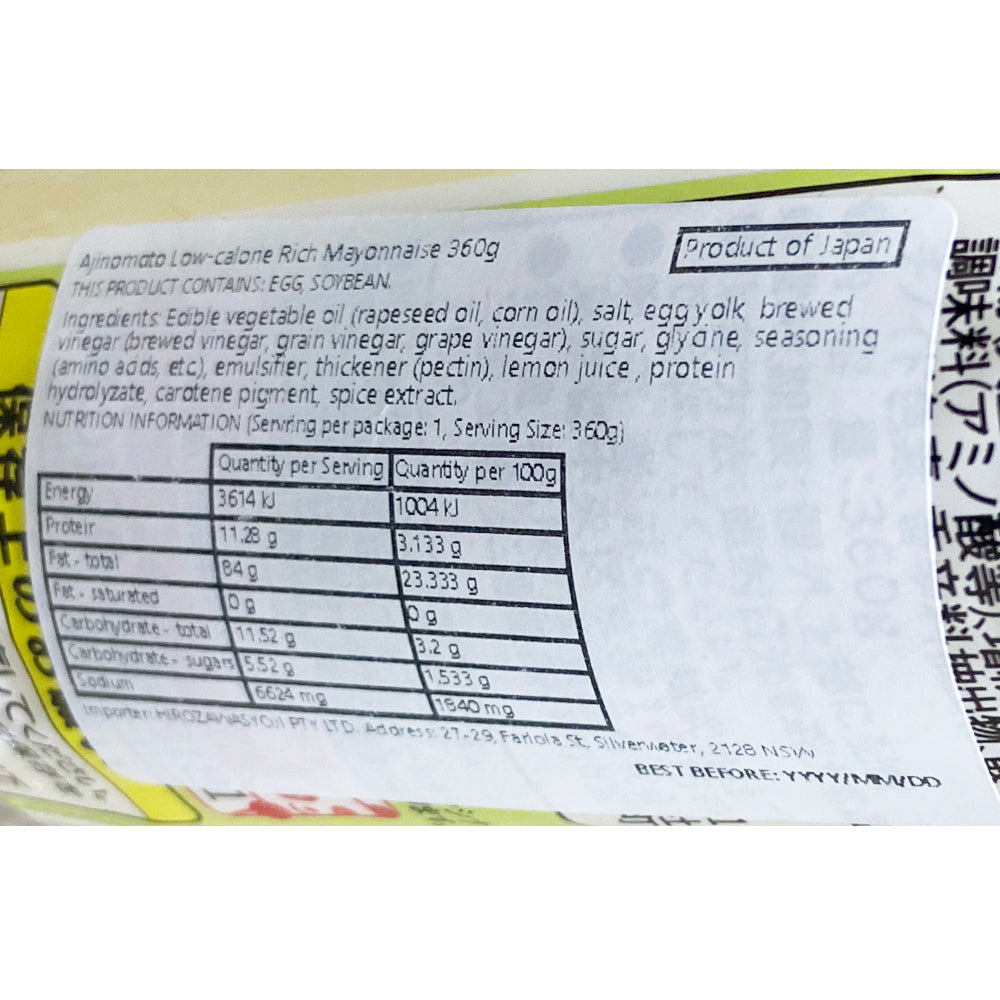 Ajinomoto Low-calorie Rich Mayonnaise 360g
Product of Japan
THIS PRODUCT CONTAINS: EGG, SOYBEAN.
Ingredients: Edible vegetable oil (rapeseed oil, corn oil), salt, egg yolk, brewed
vinegar (brewed vinegar, grain vinegar, grape vinegar), sugar, glycine, seasoning
(amino acids, etc.), emulsifier, thickener (pectin), lemon juice, protein
hydrolyzate, carotene pigment, spice extract.
NUTRITION INFORMATION (Serving per package: 1, Serving Size: 360g)
Quantity per Serving Quantity per 100g
Energy 3614 kJ 1004 kJ
Protein 11.28 g 3.133 g
Fat - total 84 g 23.333 g
Fat - saturated 0 g 0 g
Carbohydrate - total 11.52 g 3.2 g
Carbohydrate - sugars 5.52 g 1.533 g
Sodium 6624 mg 1840 mg
Importer: PTY LTD. Address: 27-29, Fariola St, Silverwater, 2128 NSW
BEST BEFORE: YYYY/MM/DD
調味料(アミノ酸等)、増